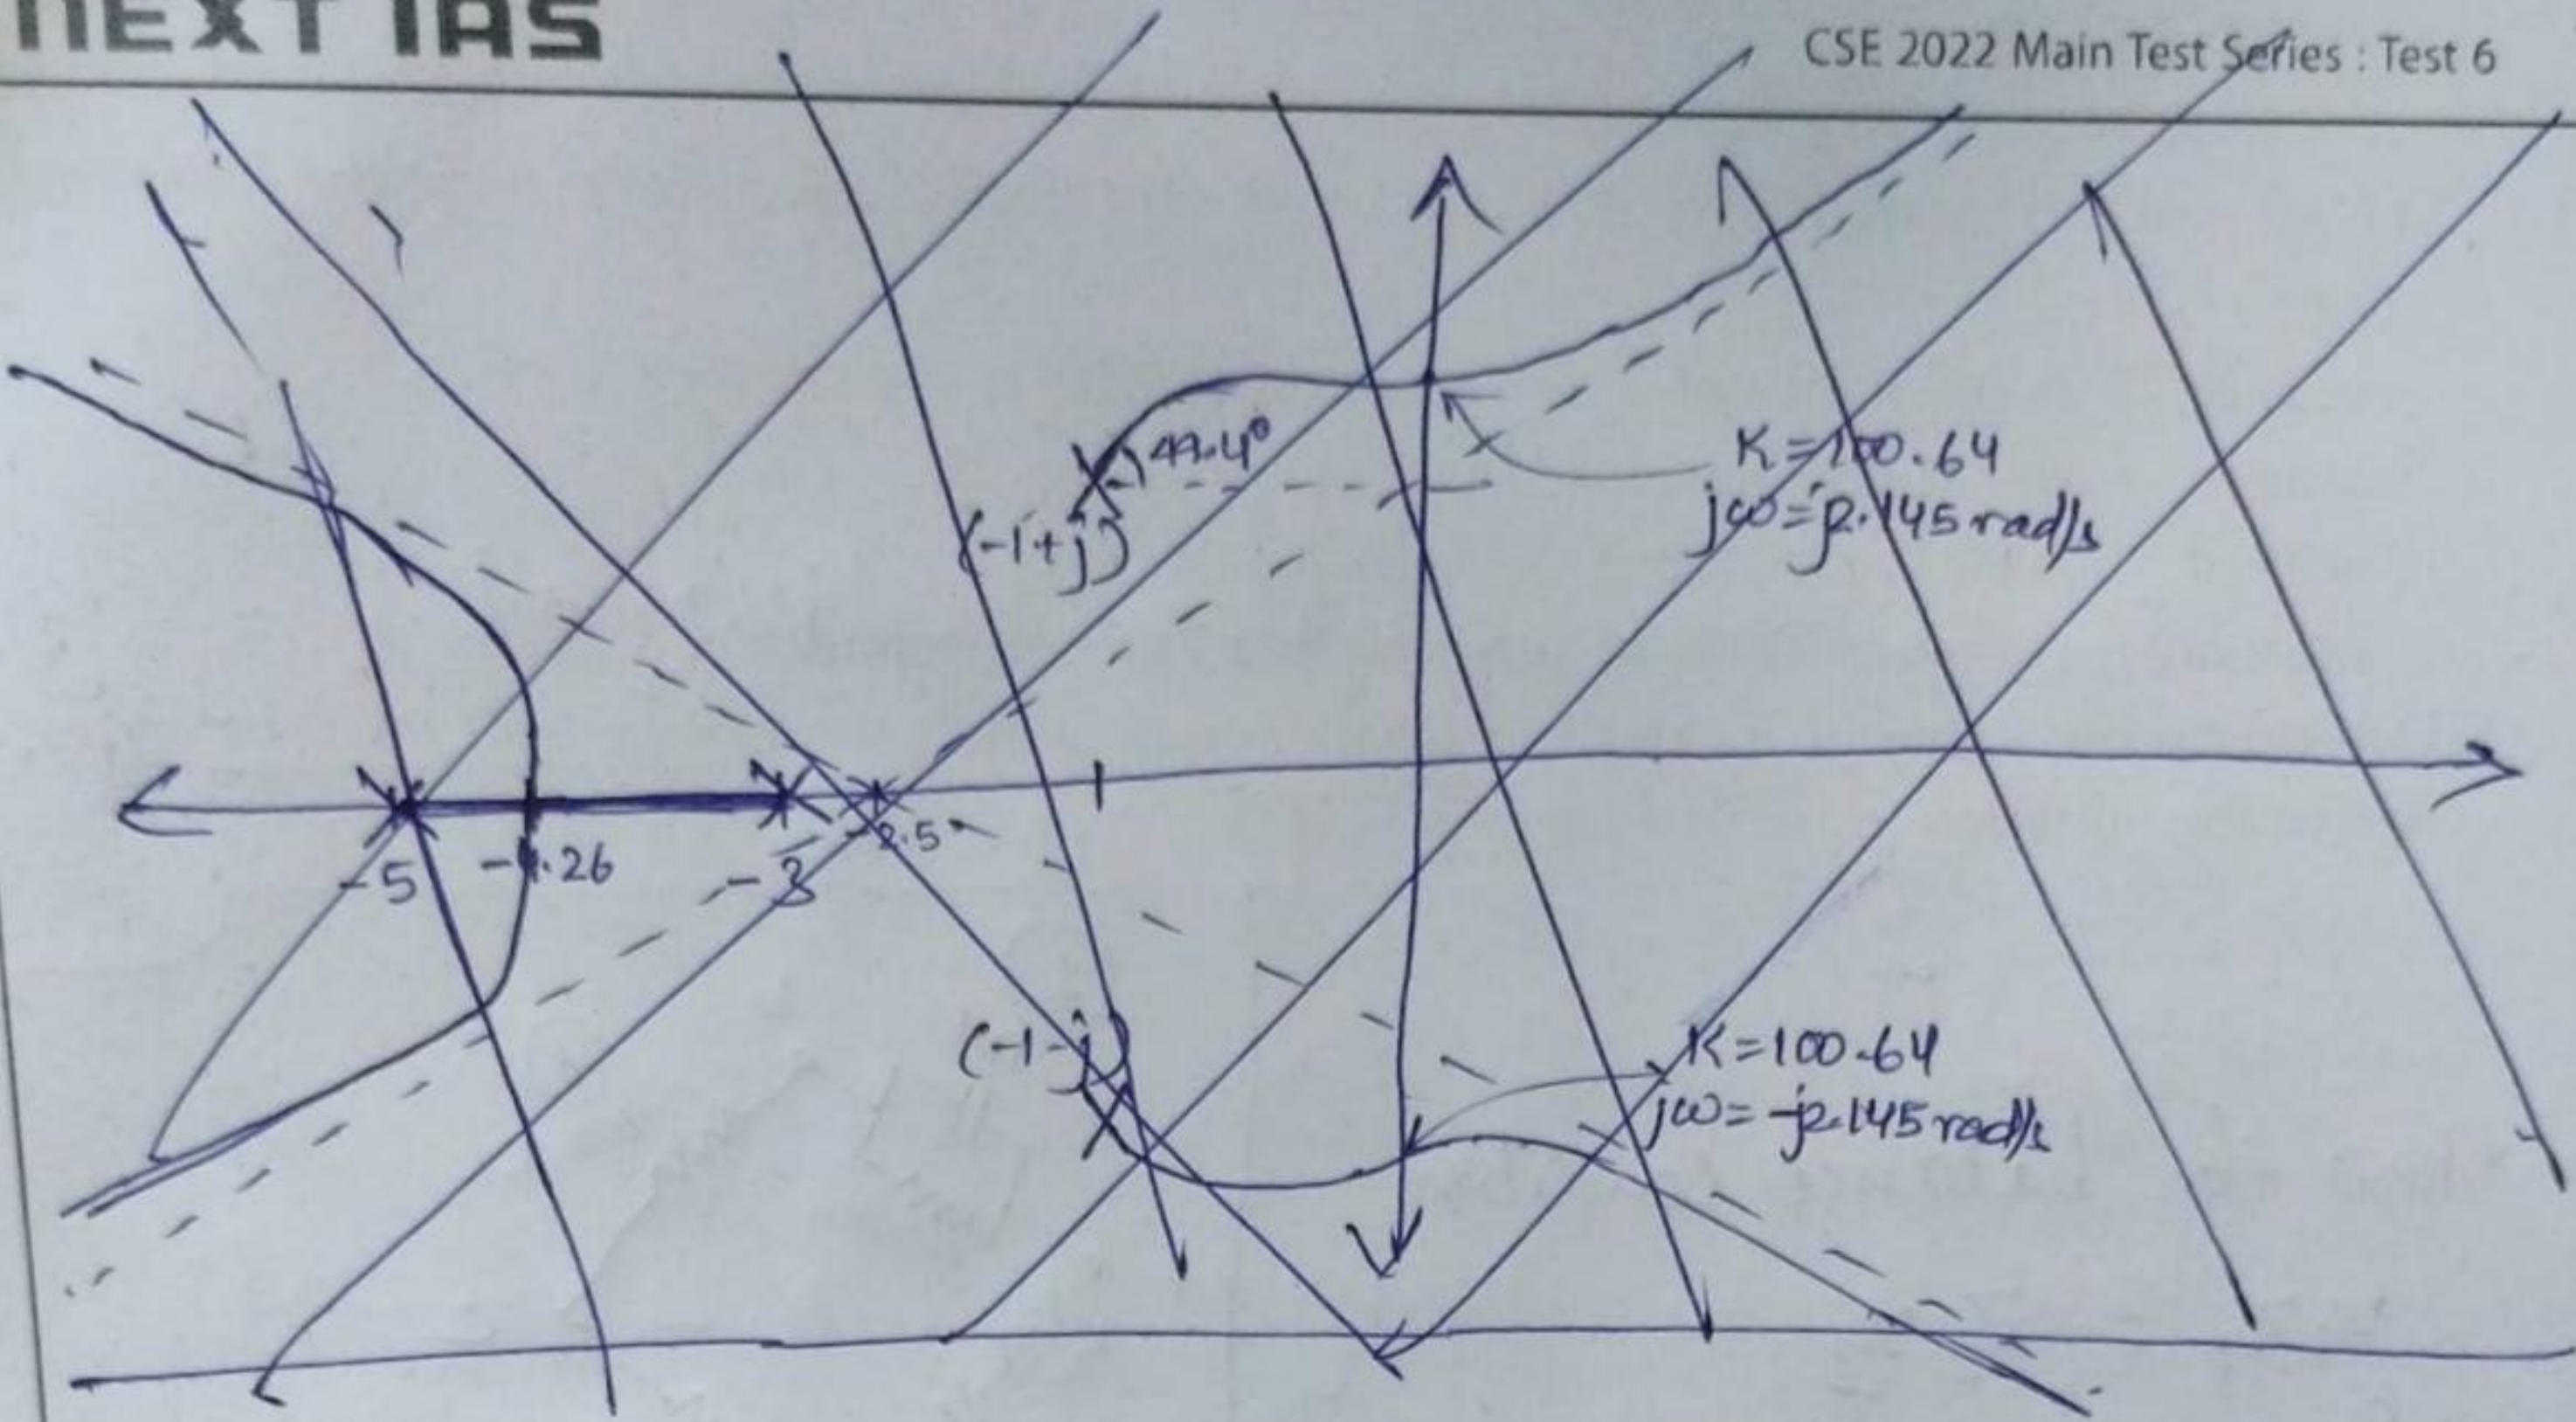 NEXT IAS
CSE 2022 Main Test Series : Test 6
49.4°
K=100.64
(-1+j)
jω=j2.145 rad/s
-2.5
-5
-4.26
-3
(-1-j)
K=100.64
jω=-j2.145 rad/s